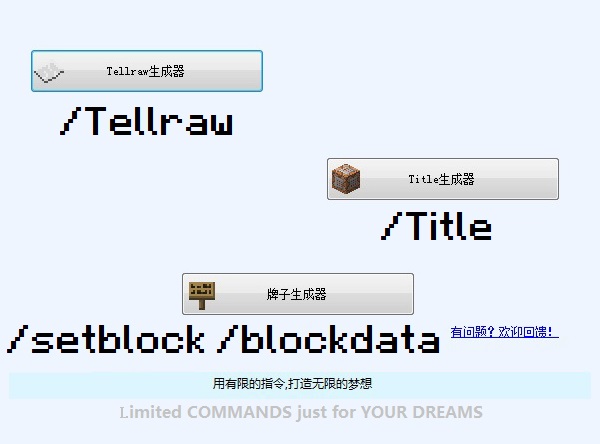 Tellraw生成器
/Tellraw
Title生成器
/Title
牌子生成器
/setblock /blockdata
有问题？欢迎回馈！
用有限的指令,打造无限的梦想
Limited COMMANDS just for YOUR DREAMS